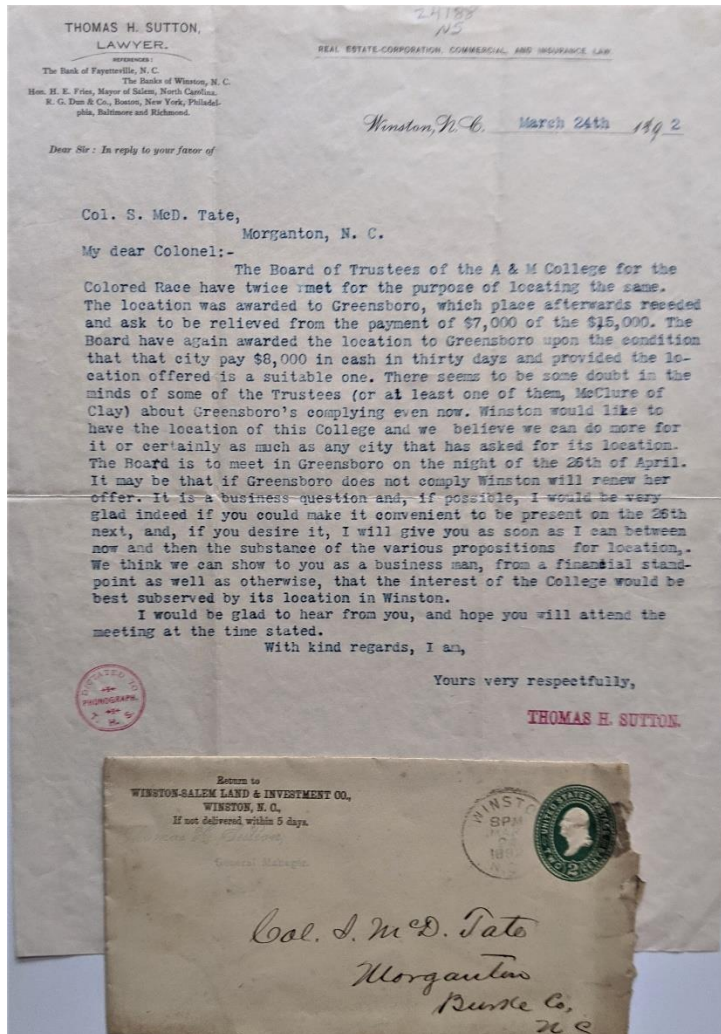 24188
NS
THOMAS H. SUTTON,
LAWYER.
REFERENCES:
The Bank of Fayetteville, N. C.
The Banks of Winston, N. C.
Hon. H. E. Fries, Mayor of Salem, North Carolina.
R. G. Dun & Co., Boston, New York, Philadel-
phia, Baltimore and Richmond.
REAL ESTATE-CORPORATION, COMMERCIAL, AND INSURANCE LAW.
Winston, N. C. March 24th 1892
Dear Sir: In reply to your favor of
Col. S. McD. Tate,
Morganton, N. C.
My dear Colonel:-
The Board of Trustees of the A & M College for the
Colored Race have twice met for the purpose of locating the same.
The location was awarded to Greensboro, which place afterwards receded
and ask to be relieved from the payment of $7,000 of the $15,000. The
Board have again awarded the location to Greensboro upon the condition
that that city pay $8,000 in cash in thirty days and provided the lo-
cation offered is a suitable one. There seems to be some doubt in the
minds of some of the Trustees (or at least one of them, McClure of
Clay) about Greensboro's complying even now. Winston would like to
have the location of this College and we believe we can do more for
it or certainly as much as any city that has asked for its location.
The Board is to meet in Greensboro on the night of the 26th of April.
It may be that if Greensboro does not comply Winston will renew her
offer. It is a business question and, if possible, I would be very
glad indeed if you could make it convenient to be present on the 26th
next, and, if you desire it, I will give you as soon as I can between
now and then the substance of the various propositions for location,.
We think we can show to you as a business man, from a financial stand-
point as well as otherwise, that the interest of the College would be
best subserved by its location in Winston.
I would be glad to hear from you, and hope you will attend the
meeting at the time stated.
With kind regards, I am,
Yours very respectfully,
THOMAS H. SUTTON.
DICTATED TO
PHONOGRAPH.
T. H. S.
Return to
WINSTON-SALEM LAND & INVESTMENT CO.,
WINSTON, N. C.,
If not delivered within 5 days.
Sutton
General Manager.
WINSTO
8PM
MAR
189
N.C.
UNITED STATES POSTAGE
2
Col. S. McD. Tate
Morganton
Burke Co,
N C